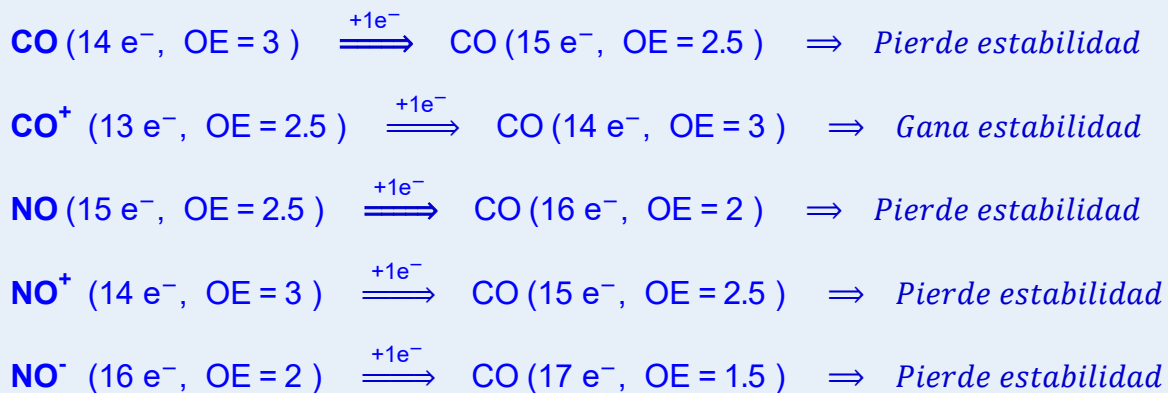 CO (14 e⁻, OE = 3 ) +1e⁻ ⟹ CO (15 e⁻, OE = 2.5 ) ⟹ Pierde estabilidad
CO⁺ (13 e⁻, OE = 2.5 ) +1e⁻ ⟹ CO (14 e⁻, OE = 3 ) ⟹ Gana estabilidad
NO (15 e⁻, OE = 2.5 ) +1e⁻ ⟹ CO (16 e⁻, OE = 2 ) ⟹ Pierde estabilidad
NO⁺ (14 e⁻, OE = 3 ) +1e⁻ ⟹ CO (15 e⁻, OE = 2.5 ) ⟹ Pierde estabilidad
NO⁻ (16 e⁻, OE = 2 ) +1e⁻ ⟹ CO (17 e⁻, OE = 1.5 ) ⟹ Pierde estabilidad